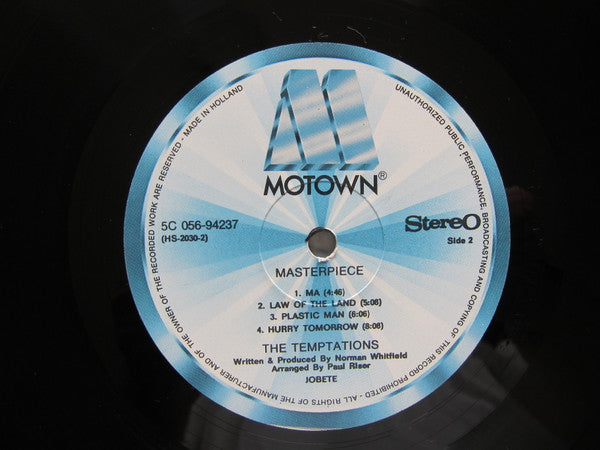 MOTOWN®
5C 056-94237
(HS-2030-2)
Stereo
Side 2
MASTERPIECE
1. MA (4:46)
2. LAW OF THE LAND (5:08)
3. PLASTIC MAN (6:06)
4. HURRY TOMORROW (8:08)
THE TEMPTATIONS
Written & Produced By Norman Whitfield
Arranged By Paul Riser
JOBETE
UNAUTHORIZED PUBLIC PERFORMANCE, BROADCASTING AND COPYING OF THIS RECORD PROHIBITED - ALL RIGHTS OF THE MANUFACTURER AND OF THE OWNER OF THE RECORDED WORK ARE RESERVED - MADE IN HOLLAND